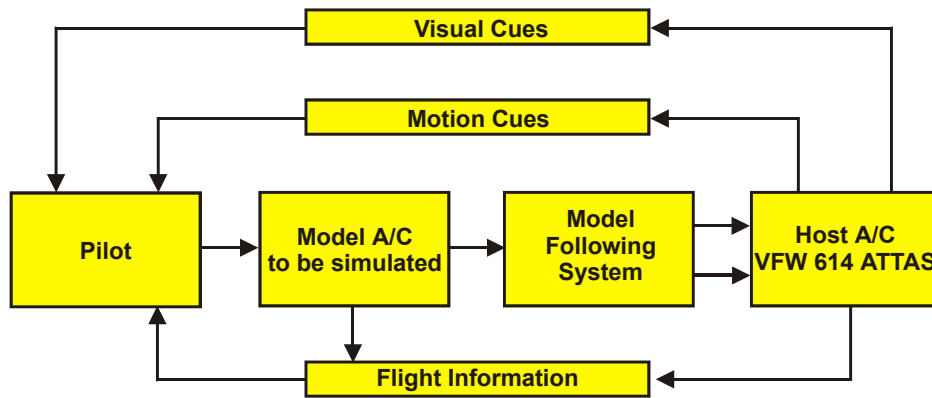 Visual Cues
Motion Cues
Pilot
Model A/C
to be simulated
Model
Following
System
Host A/C
VFW 614 ATTAS
Flight Information